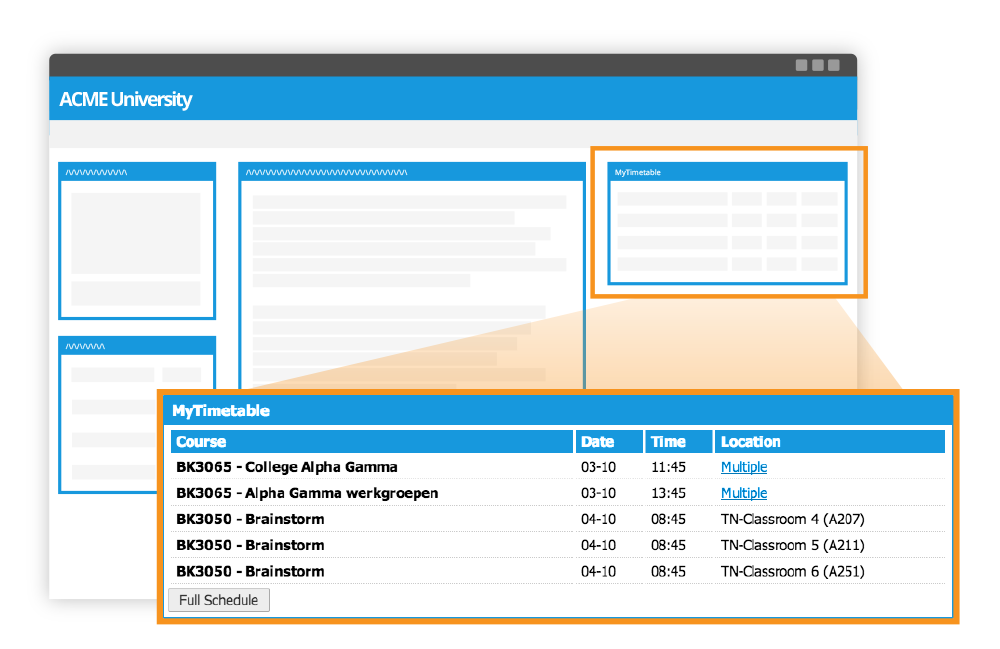 ACME University
MyTimetable
MyTimetable
Course Date Time Location
BK3065 - College Alpha Gamma 03-10 11:45 Multiple
BK3065 - Alpha Gamma werkgroepen 03-10 13:45 Multiple
BK3050 - Brainstorm 04-10 08:45 TN-Classroom 4 (A207)
BK3050 - Brainstorm 04-10 08:45 TN-Classroom 5 (A211)
BK3050 - Brainstorm 04-10 08:45 TN-Classroom 6 (A251)
Full Schedule